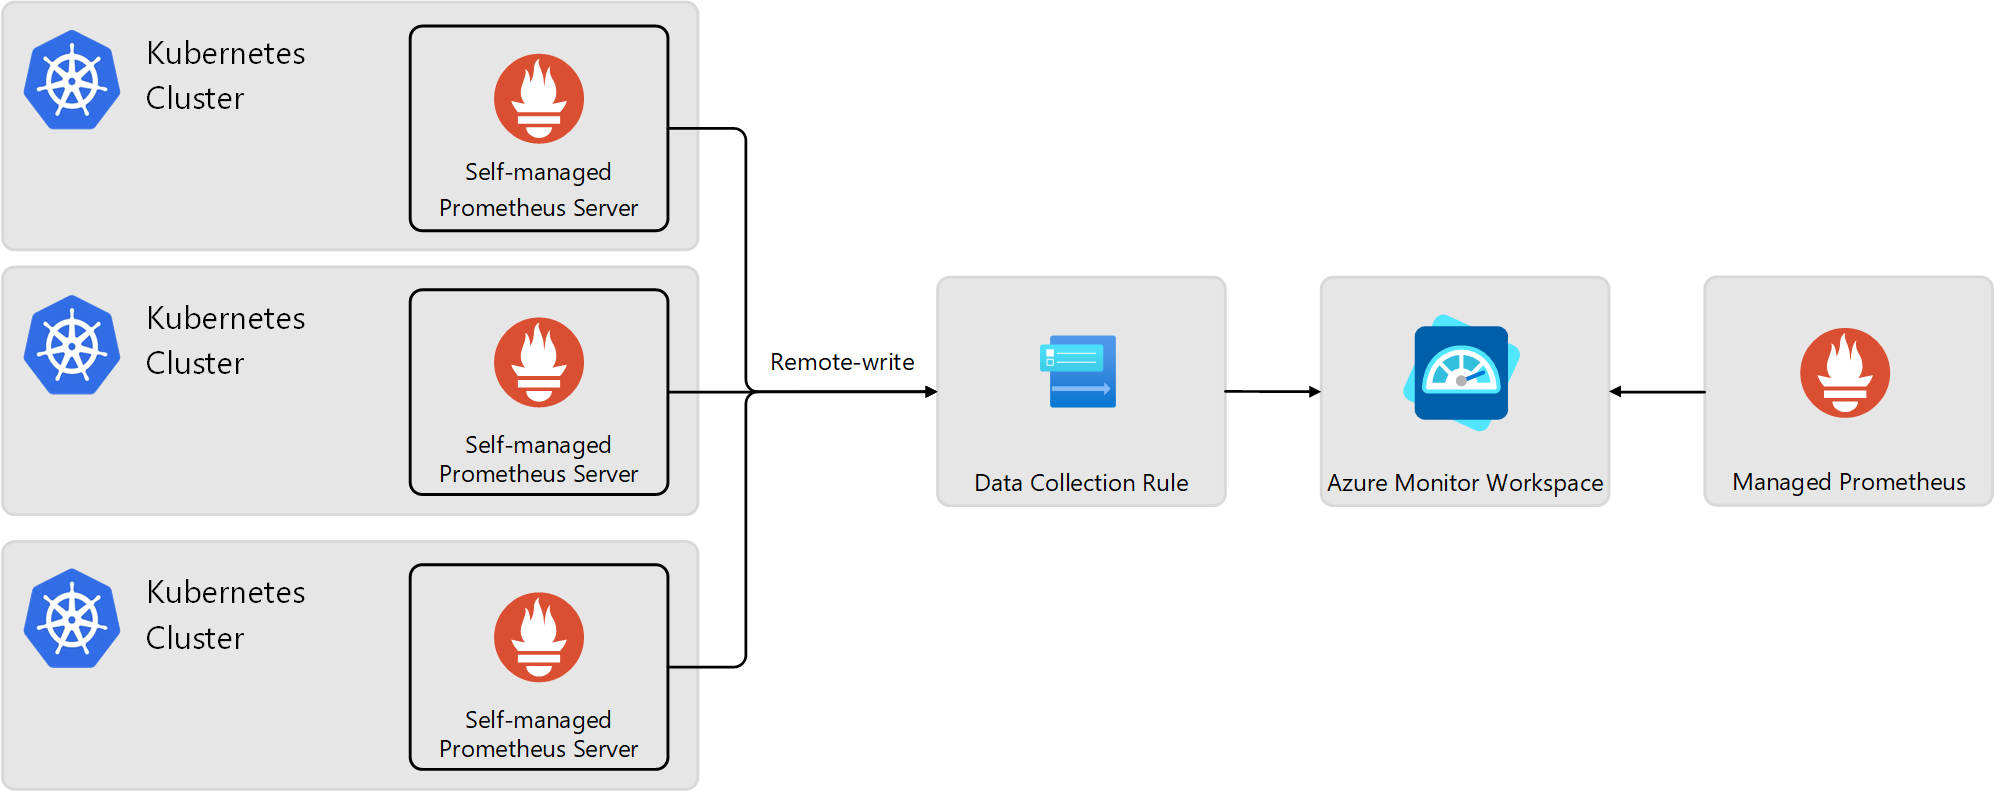 Kubernetes
Cluster
Self-managed
Prometheus Server
Kubernetes
Cluster
Self-managed
Prometheus Server
Kubernetes
Cluster
Self-managed
Prometheus Server
Remote-write
Data Collection Rule
Azure Monitor Workspace
Managed Prometheus